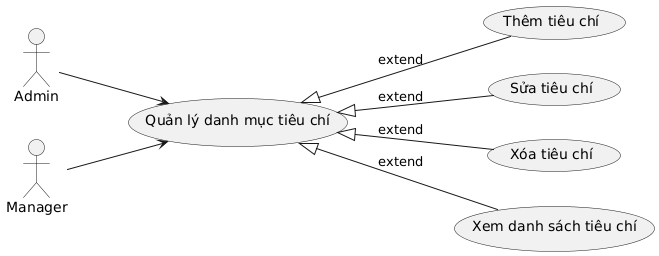 Admin
Manager
Quản lý danh mục tiêu chí
extend
Thêm tiêu chí
extend
Sửa tiêu chí
extend
Xóa tiêu chí
extend
Xem danh sách tiêu chí